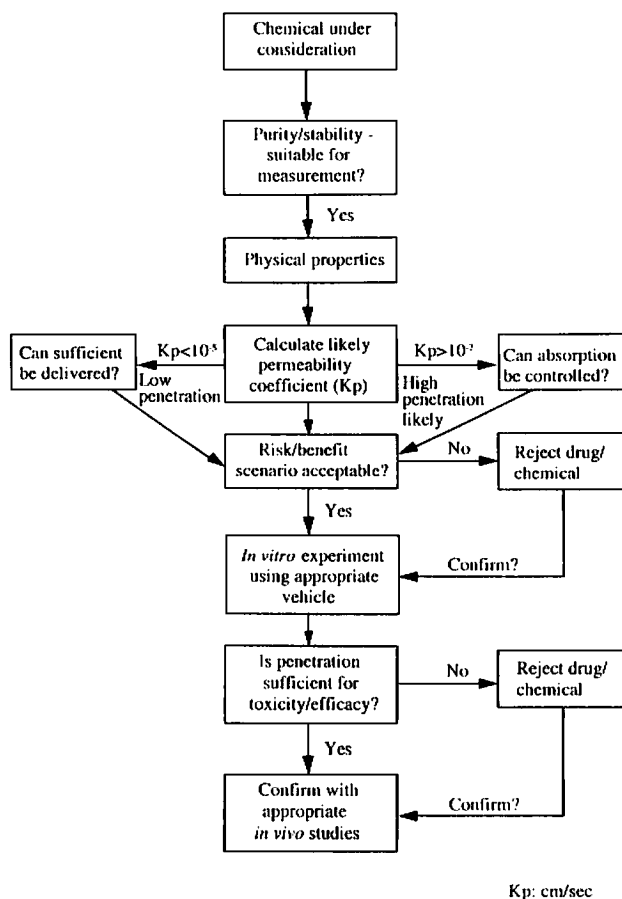 Chemical under
consideration
Purity/stability -
suitable for
measurement?
Yes
Physical properties
Can sufficient
be delivered?
Kp<10⁻⁵
Low
penetration
Calculate likely
permeability
coefficient (Kp)
Kp>10⁻²
High
penetration
likely
Can absorption
be controlled?
Risk/benefit
scenario acceptable?
No
Reject drug/
chemical
Yes
In vitro experiment
using appropriate
vehicle
Confirm?
Is penetration
sufficient for
toxicity/efficacy?
No
Reject drug/
chemical
Yes
Confirm with
appropriate
in vivo studies
Confirm?
Kp: cm/sec